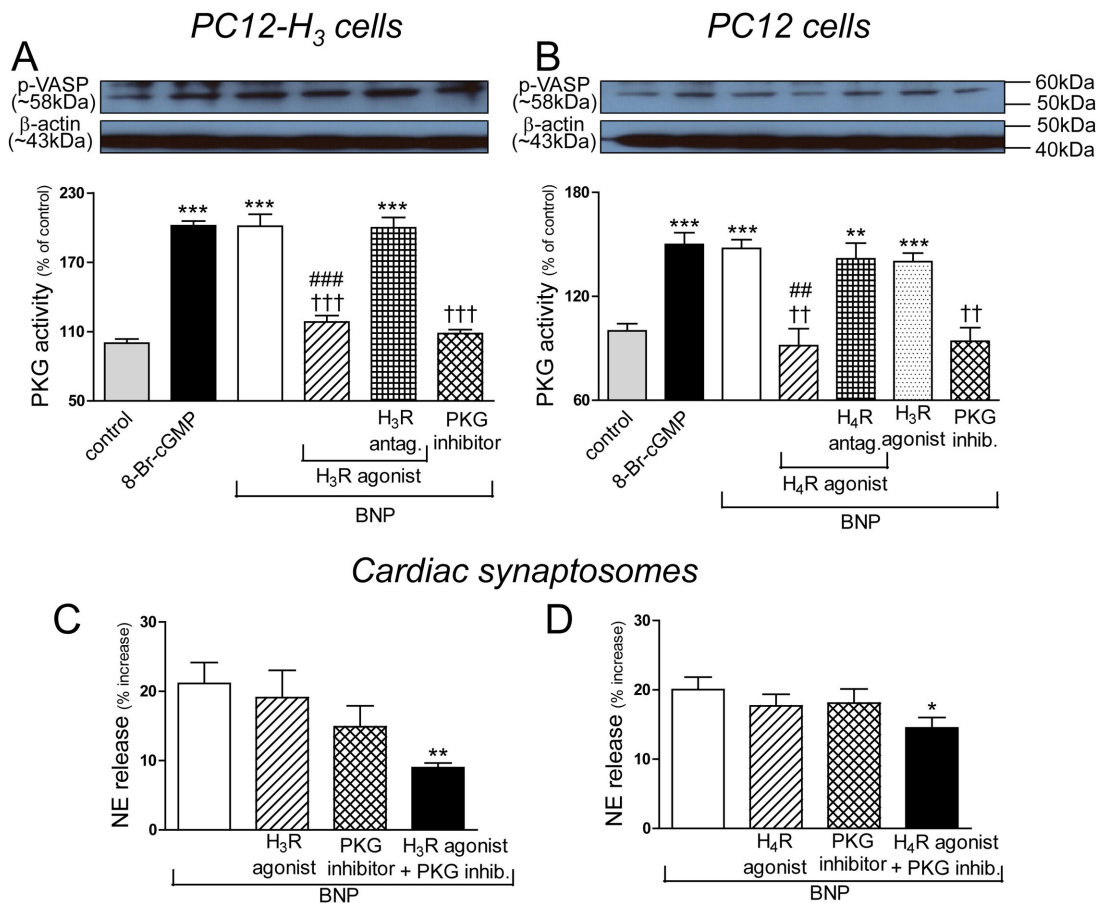 PC12-H3 cells
PC12 cells
A
p-VASP
(~58kDa)
β-actin
(~43kDa)
B
p-VASP
(~58kDa)
β-actin
(~43kDa)
60kDa
50kDa
50kDa
40kDa
PKG activity (% of control)
230
170
110
50
***
***
###
†††
***
†††
control
8-Br-cGMP
H3R
antag.
PKG
inhibitor
H3R agonist
BNP
PKG activity (% of control)
180
120
60
***
***
##
††
**
***
††
control
8-Br-cGMP
H4R
antag.
H3R
agonist
PKG
inhib.
H4R agonist
BNP
Cardiac synaptosomes
C
NE release (% increase)
30
20
10
0
**
H3R
agonist
PKG
inhibitor
H3R agonist
+ PKG inhib.
BNP
D
NE release (% increase)
30
20
10
0
*
H4R
agonist
PKG
inhibitor
H4R agonist
+ PKG inhib.
BNP